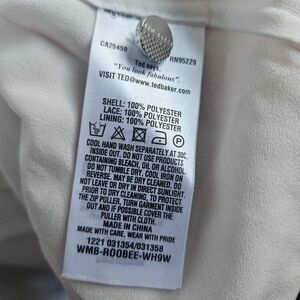 CA25450 RN95229
Ted says,
"You look fabulous".
VISIT TED@WWW.TEDBAKER.COM
SHELL: 100% POLYESTER
LACE: 100% POLYESTER
LINING: 100% POLYESTER
P
COOL HAND WASH SEPARATELY AT 30C,
INSIDE OUT. DO NOT USE PRODUCTS
CONTAINING BLEACH, OIL OR ALCOHOL.
DO NOT TUMBLE DRY. COOL IRON ON
REVERSE. MAY BE DRY CLEANED. DO
NOT LEAVE OR DRY IN DIRECT SUNLIGHT.
PRIOR TO DRY CLEANING, TO PROTECT
THE ZIP PULLER, TURN GARMENT INSIDE
OUT AND IF POSSIBLE COVER THE
PULLER WITH CLOTH.
MADE IN CHINA
MADE WITH CARE, WEAR WITH PRIDE
1221 031354/031358
WMB-ROOBEE-WH9W